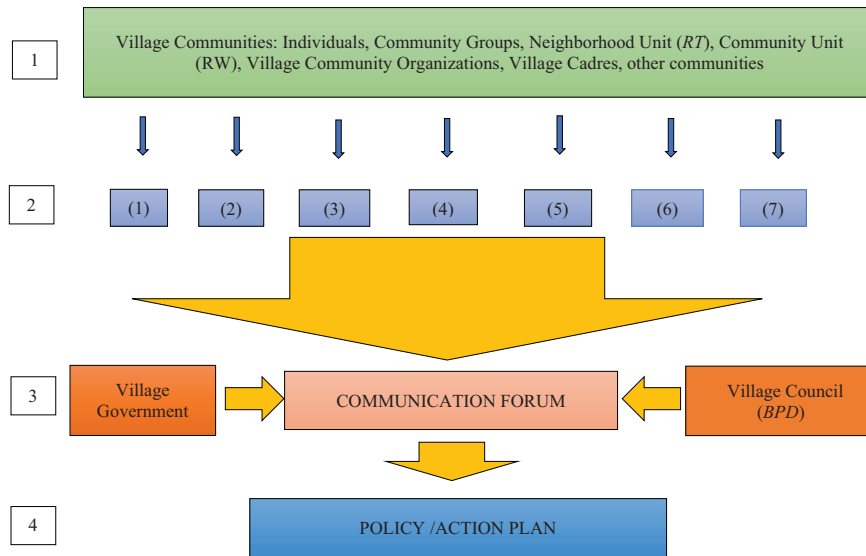 1
Village Communities: Individuals, Community Groups, Neighborhood Unit (RT), Community Unit
(RW), Village Community Organizations, Village Cadres, other communities
2
(1) (2) (3) (4) (5) (6) (7)
3
Village
Government
COMMUNICATION FORUM
Village Council
(BPD)
4
POLICY /ACTION PLAN